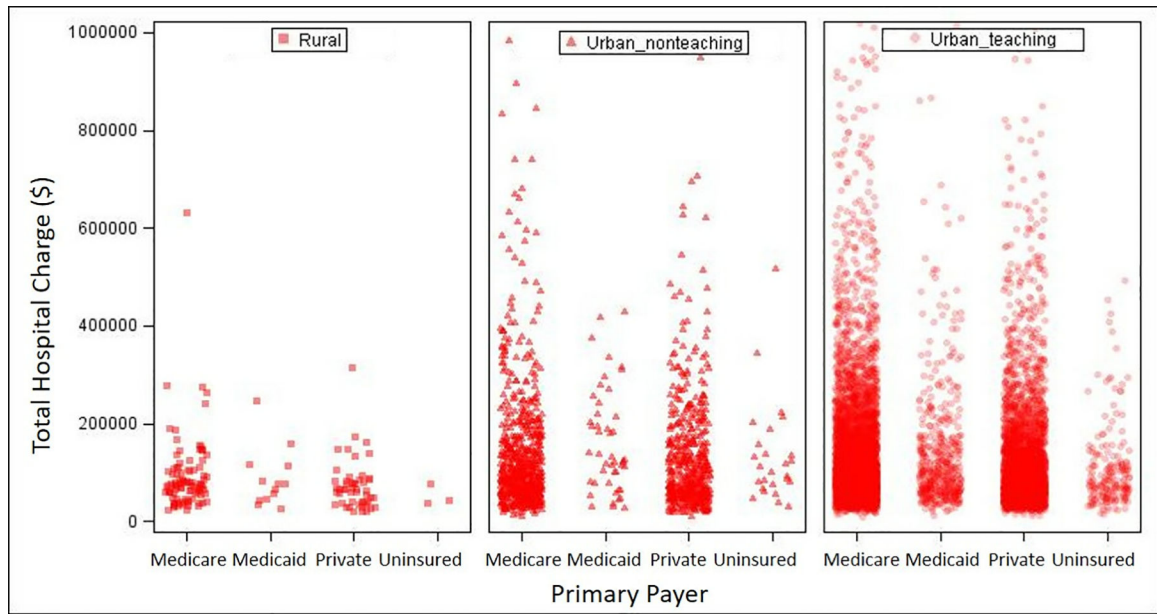 Total Hospital Charge ($)
1000000
800000
600000
400000
200000
0
Rural
Urban_nonteaching
Urban_teaching
Medicare Medicaid Private Uninsured
Medicare Medicaid Private Uninsured
Medicare Medicaid Private Uninsured
Primary Payer